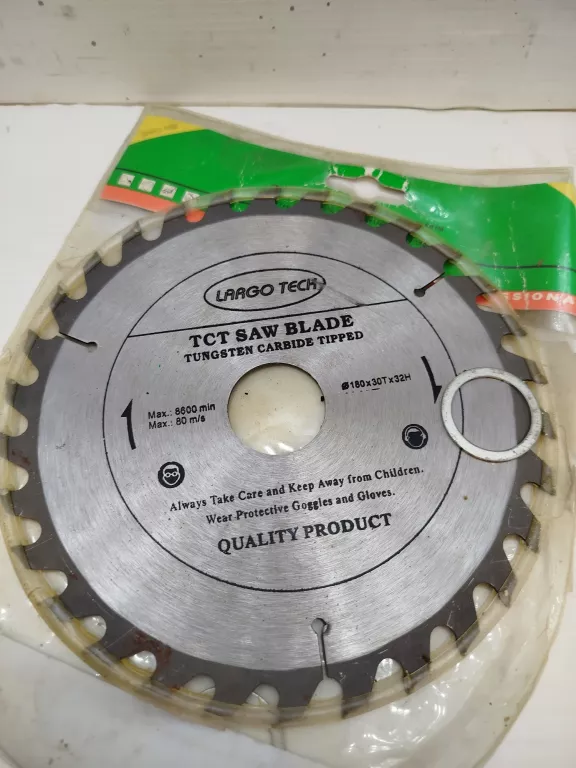 LARGO TECH
TCT SAW BLADE
TUNGSTEN CARBIDE TIPPED
Ø180x30Tx32H
Max.: 8600 min
Max.: 80 m/s
Always Take Care and Keep Away from Children.
Wear Protective Goggles and Gloves.
QUALITY PRODUCT